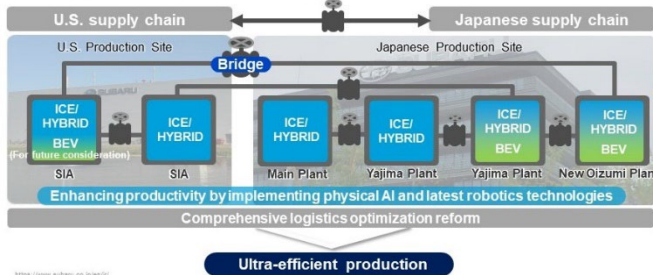 U.S. supply chain
Japanese supply chain
U.S. Production Site
Japanese Production Site
Bridge
ICE/
HYBRID
BEV
(For future consideration)
SIA
ICE/
HYBRID
SIA
ICE/
HYBRID
Main Plant
ICE/
HYBRID
Yajima Plant
ICE/
HYBRID
BEV
Yajima Plant
ICE/
HYBRID
BEV
New Oizumi Plant
Enhancing productivity by implementing physical AI and latest robotics technologies
Comprehensive logistics optimization reform
Ultra-efficient production